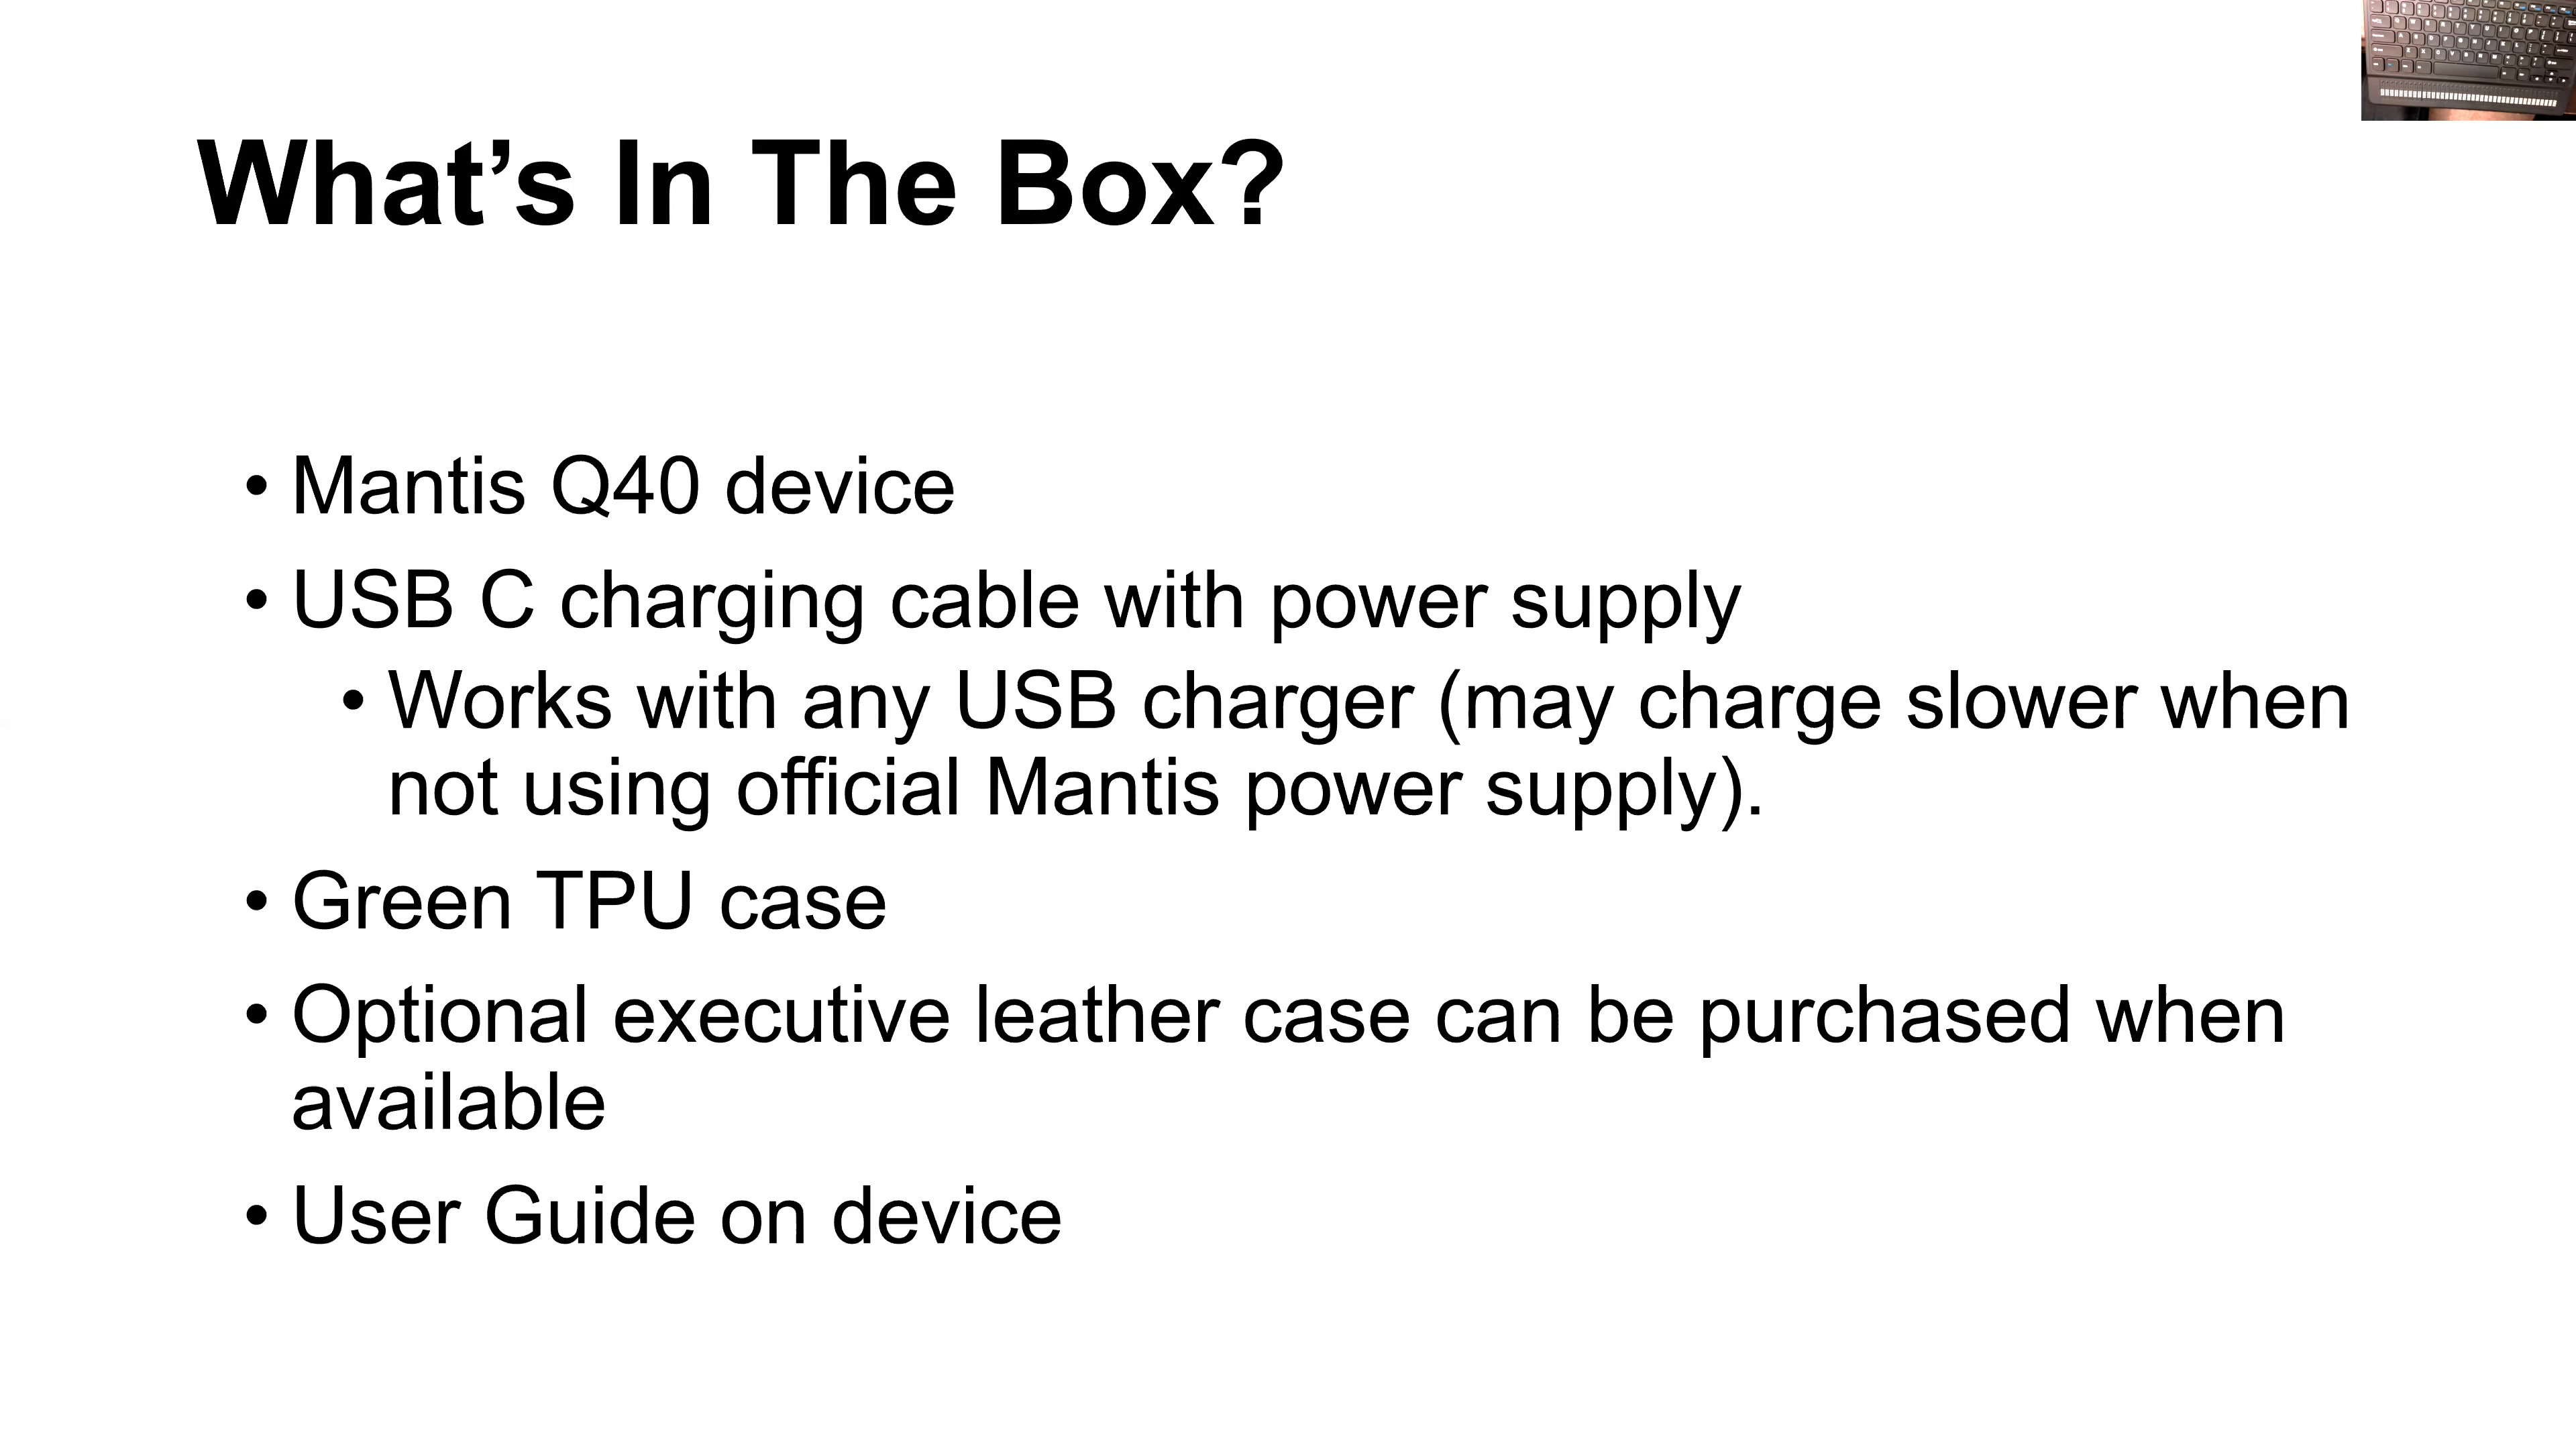 What’s In The Box?
• Mantis Q40 device
• USB C charging cable with power supply
• Works with any USB charger (may charge slower when
not using official Mantis power supply).
• Green TPU case
• Optional executive leather case can be purchased when
available
• User Guide on device